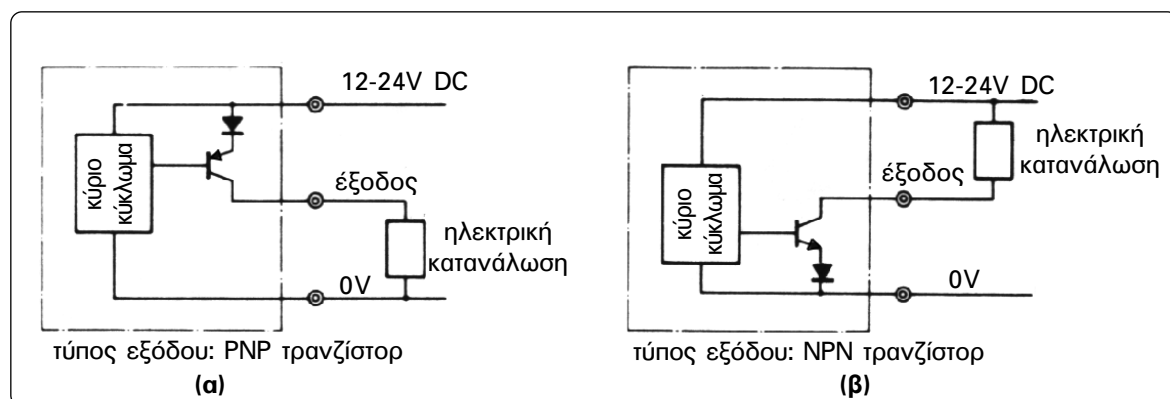 12-24V DC
κύριο
κύκλωμα
έξοδος
ηλεκτρική
κατανάλωση
0V
τύπος εξόδου: PNP τρανζίστορ
(α)
12-24V DC
ηλεκτρική
κατανάλωση
έξοδος
κύριο
κύκλωμα
0V
τύπος εξόδου: NPN τρανζίστορ
(β)